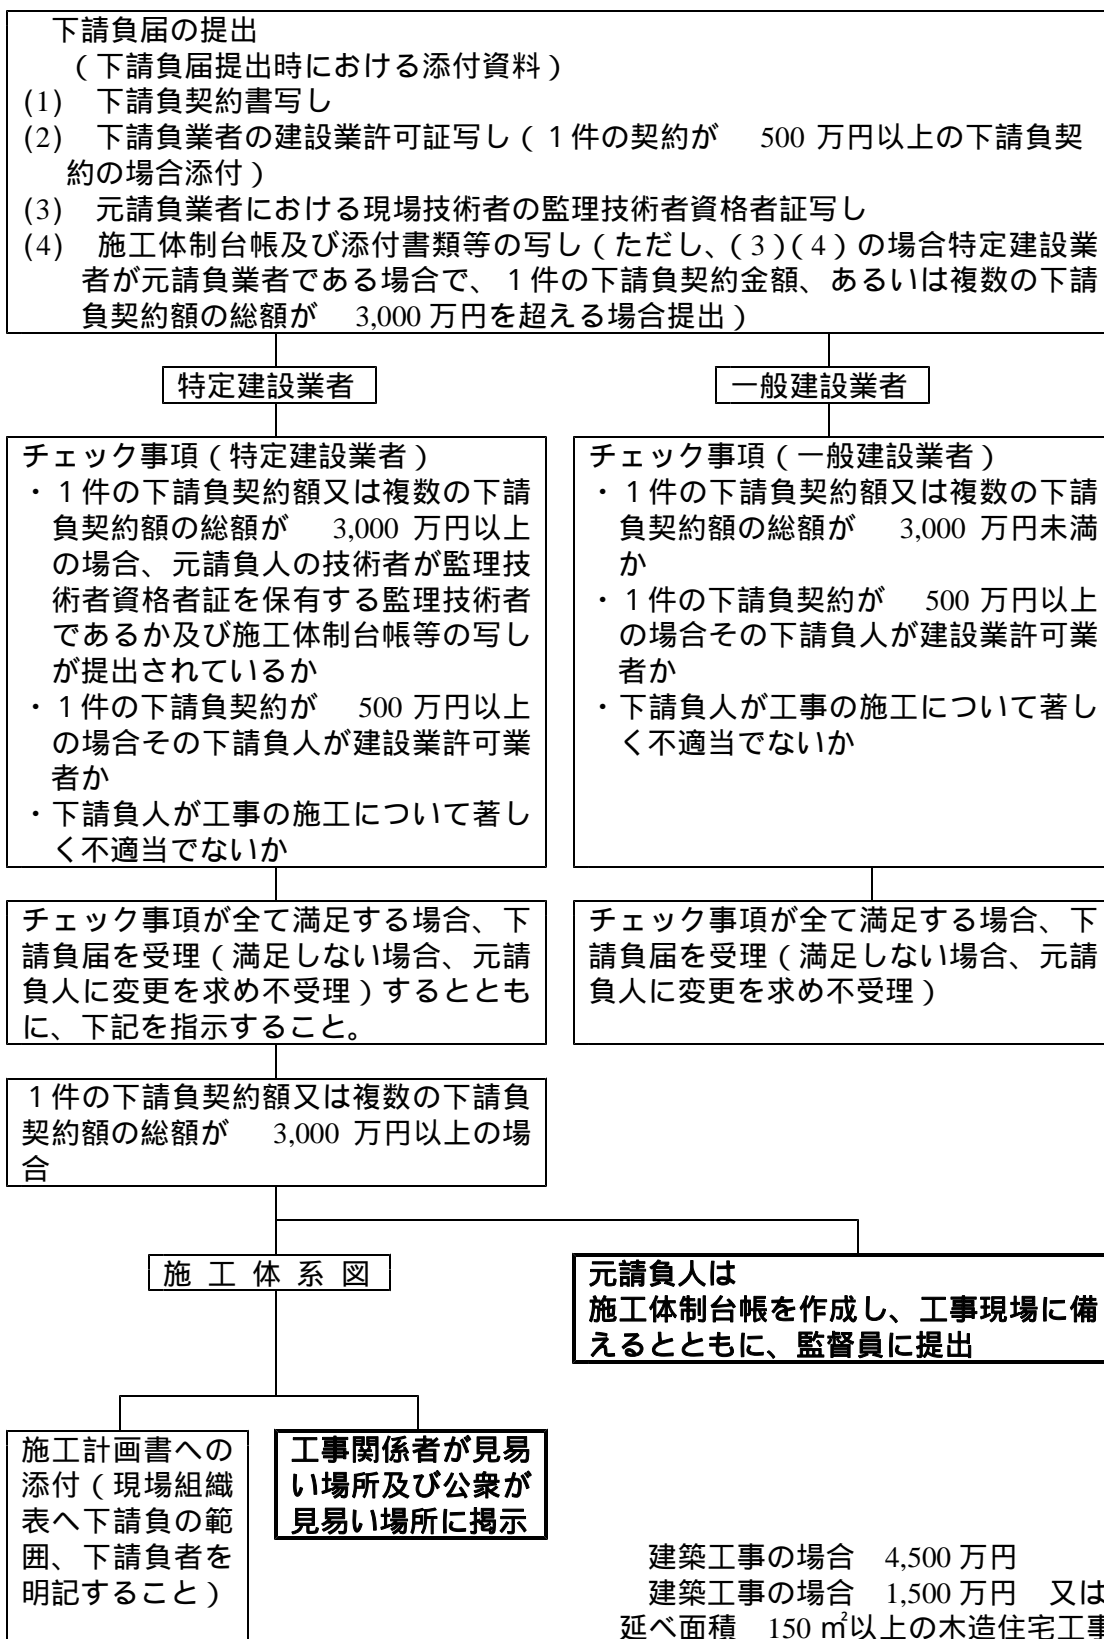 下請負届の提出
(下請負届提出時における添付資料)
(1) 下請負契約書写し
(2) 下請負業者の建設業許可証写し(1件の契約が 500 万円以上の下請負契
約の場合添付)
(3) 元請負業者における現場技術者の監理技術者資格者証写し
(4) 施工体制台帳及び添付書類等の写し(ただし、(3)(4)の場合特定建設業
者が元請負業者である場合で、1件の下請負契約金額、あるいは複数の下請
負契約額の総額が 3,000 万円を超える場合提出)
特定建設業者
一般建設業者
チェック事項(特定建設業者)
・1件の下請負契約額又は複数の下請
負契約額の総額が 3,000 万円以上
の場合、元請負人の技術者が監理技
術者資格者証を保有する監理技術者
であるか及び施工体制台帳等の写し
が提出されているか
・1件の下請負契約が 500 万円以上
の場合その下請負人が建設業許可業
者か
・下請負人が工事の施工について著し
く不適当でないか
チェック事項(一般建設業者)
・1件の下請負契約額又は複数の下請
負契約額の総額が 3,000 万円未満
か
・1件の下請負契約が 500 万円以上
の場合その下請負人が建設業許可業
者か
・下請負人が工事の施工について著し
く不適当でないか
チェック事項が全て満足する場合、下
請負届を受理(満足しない場合、元請
負人に変更を求め不受理)するととも
に、下記を指示すること。
チェック事項が全て満足する場合、下
請負届を受理(満足しない場合、元請
負人に変更を求め不受理)
1件の下請負契約額又は複数の下請負
契約額の総額が 3,000 万円以上の場
合
施 工 体 系 図
元請負人は
施工体制台帳を作成し、工事現場に備
えるとともに、監督員に提出
施工計画書への
添付(現場組織
表へ下請負の範
囲、下請負者を
明記すること)
工事関係者が見易
い場所及び公衆が
見易い場所に掲示
建築工事の場合 4,500 万円
建築工事の場合 1,500 万円 又は
延べ面積 150 ㎡以上の木造住宅工事